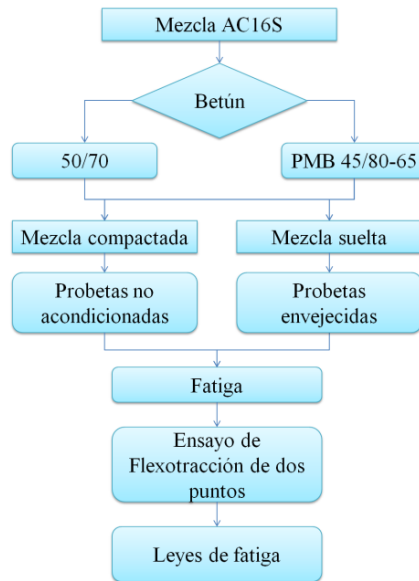 Mezcla AC16S
Betún
50/70
PMB 45/80-65
Mezcla compactada
Mezcla suelta
Probetas no
acondicionadas
Probetas
envejecidas
Fatiga
Ensayo de
Flexotracción de dos
puntos
Leyes de fatiga